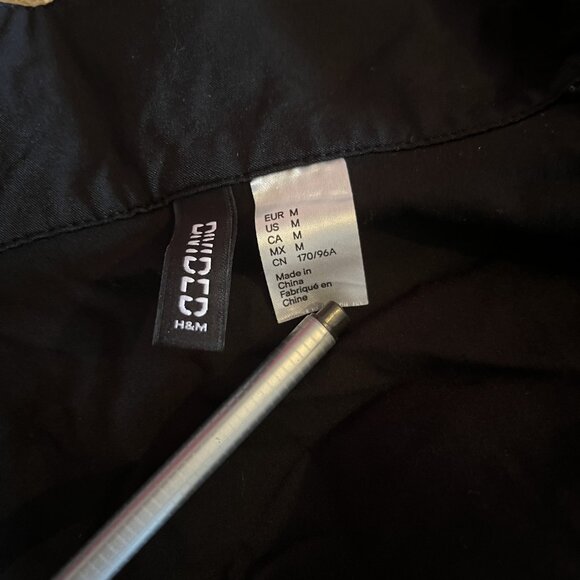 DIVIDED
H&M
EUR M
US M
CA M
MX M
CN 170/96A
Made in
China
Fabriqué en
Chine